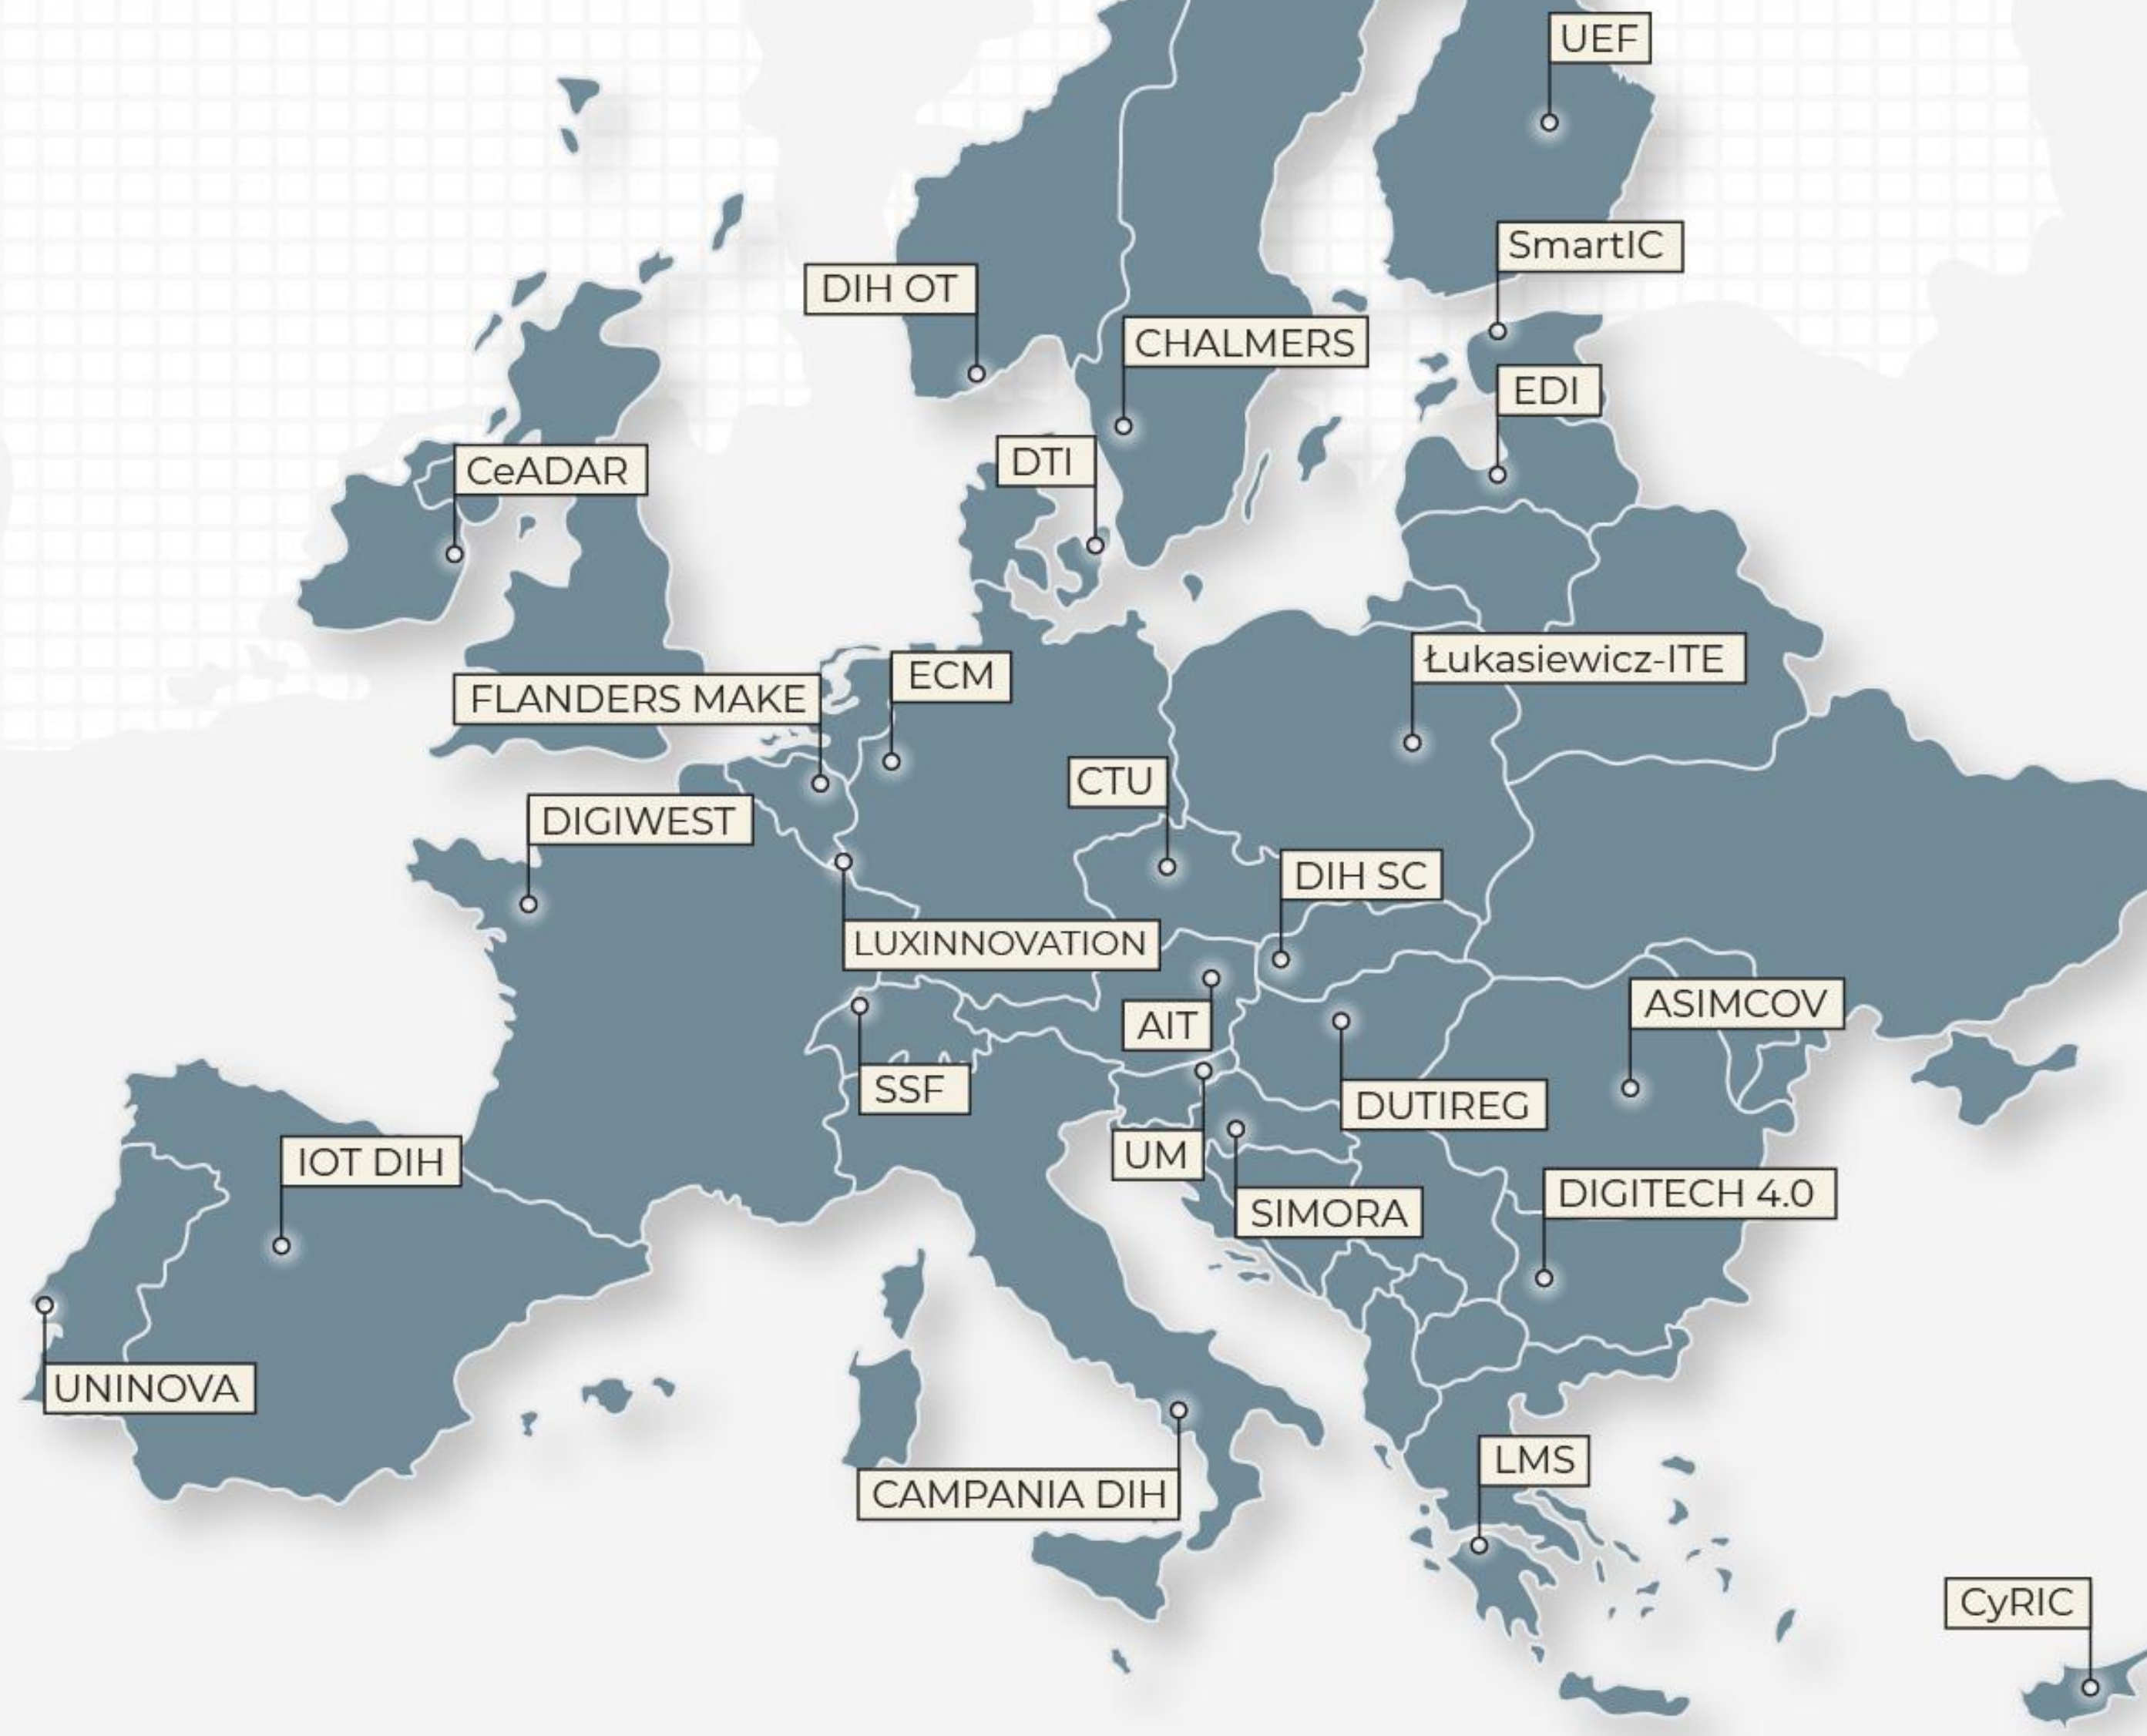 UEF
SmartIC
DIH OT
CHALMERS
EDI
DTI
CeADAR
Łukasiewicz-ITE
ECM
FLANDERS MAKE
CTU
DIGIWEST
DIH SC
LUXINNOVATION
ASIMCOV
AIT
SSF
DUTIREG
UM
IOT DIH
DIGITECH 4.0
SIMORA
UNINOVA
LMS
CAMPANIA DIH
CyRIC